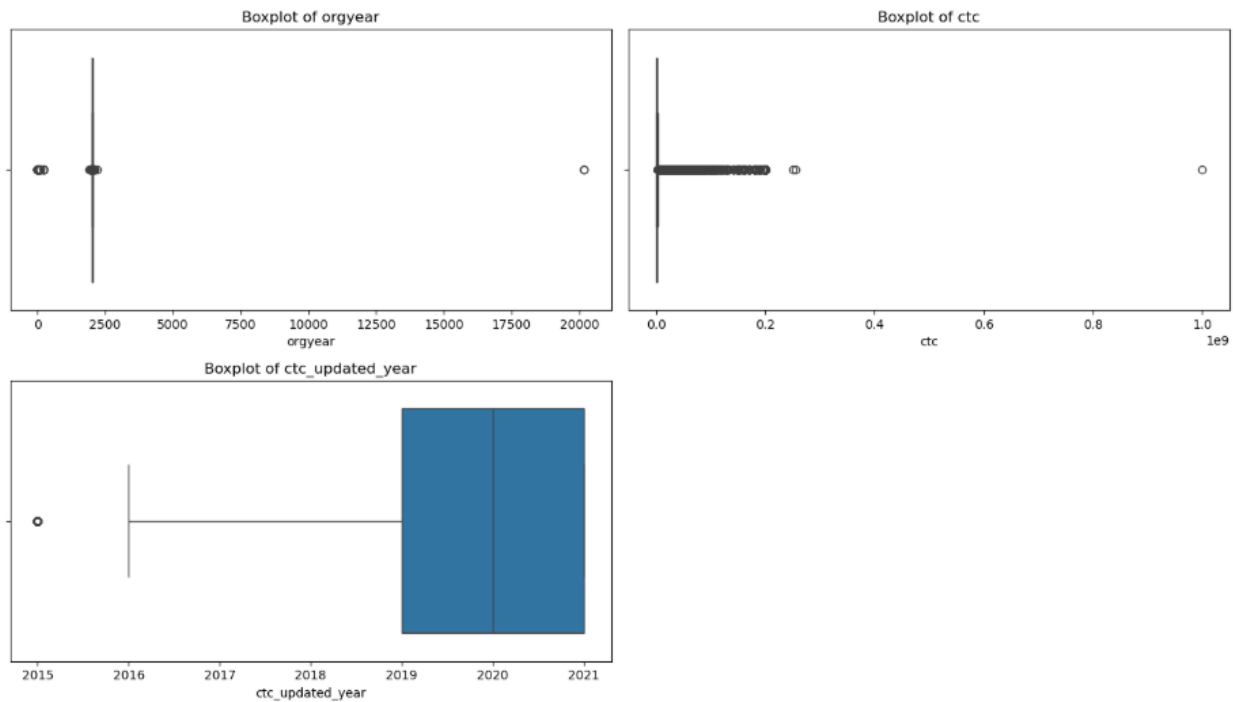 Boxplot of orgyear
0 2500 5000 7500 10000 12500 15000 17500 20000
orgyear
Boxplot of ctc
0.0 0.2 0.4 0.6 0.8 1.0
1e9
ctc
Boxplot of ctc_updated_year
2015 2016 2017 2018 2019 2020 2021
ctc_updated_year